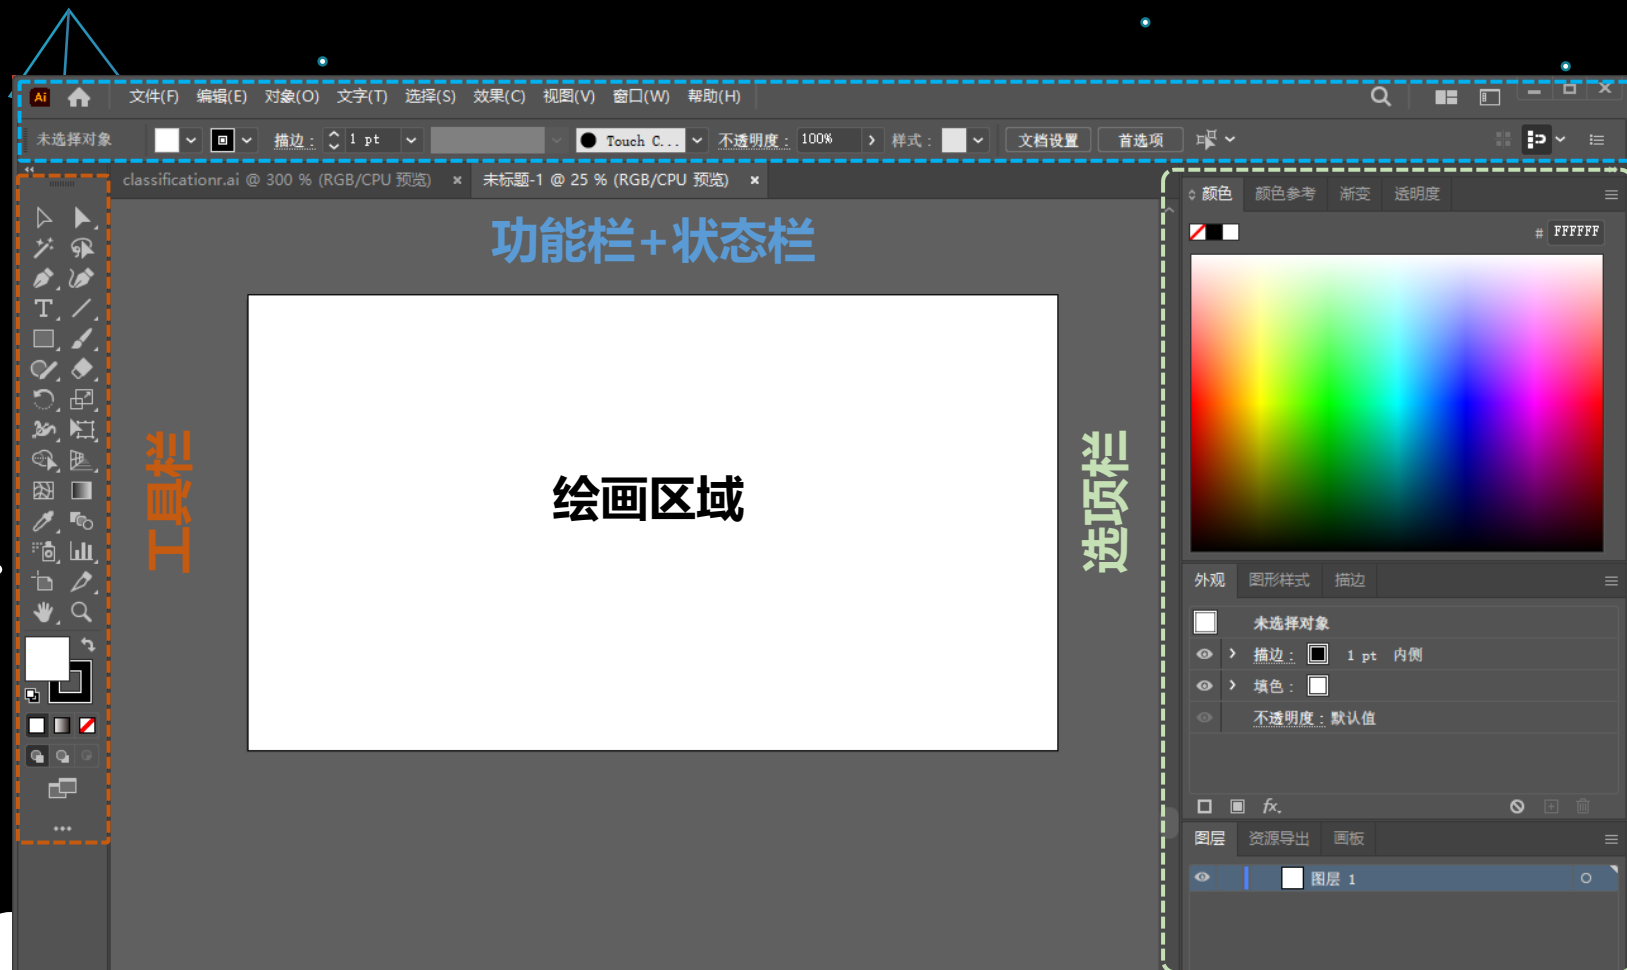 Ai 文件(F) 编辑(E) 对象(O) 文字(T) 选择(S) 效果(C) 视图(V) 窗口(W) 帮助(H)
未选择对象 描边: 1 pt Touch C... 不透明度: 100% 样式: 文档设置 首选项
classificationr.ai @ 300 % (RGB/CPU 预览) × 未标题-1 @ 25 % (RGB/CPU 预览) ×
功能栏+状态栏
工具栏
绘画区域
选项栏
颜色 颜色参考 渐变 透明度
# FFFFFF
外观 图形样式 描边
未选择对象
描边: 1 pt 内侧
填色:
不透明度: 默认值
fx.
图层 资源导出 画板
图层 1